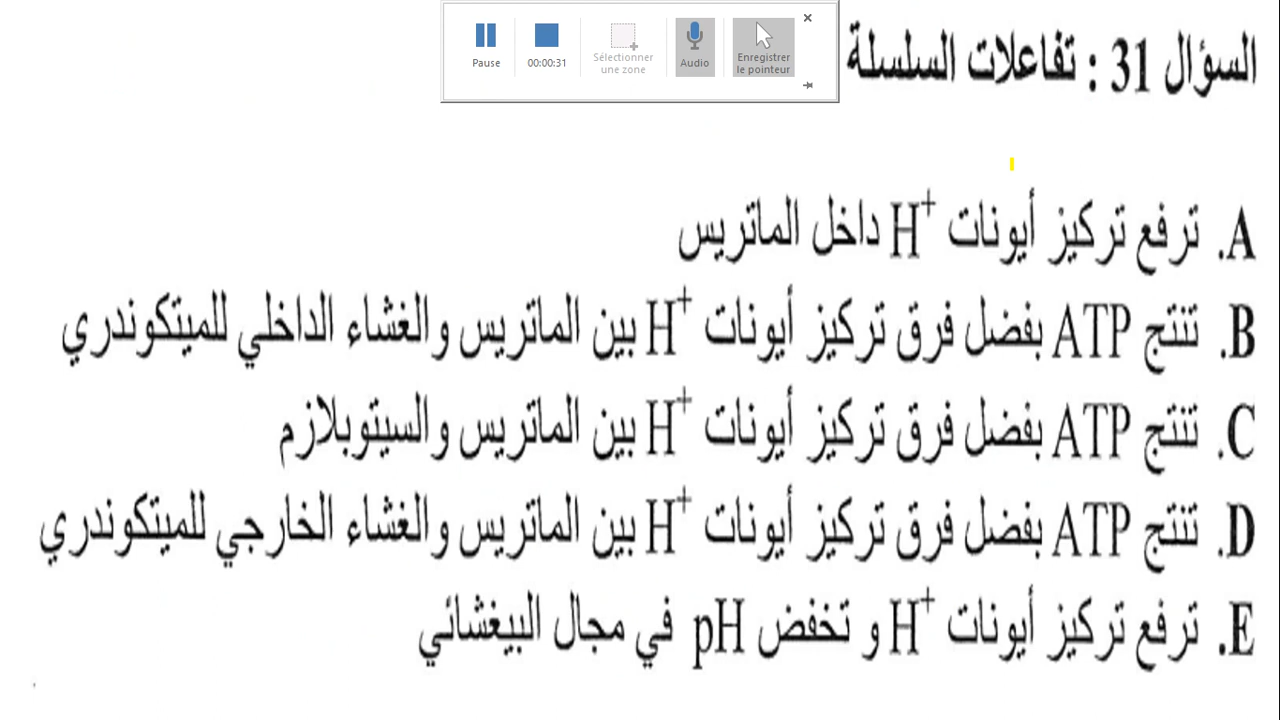 Pause
00:00:31
Sélectionner
une zone
Audio
Enregistrer
le pointeur
السؤال 31 : تفاعلات السلسلة
A. ترفع تركيز أيونات H⁺ داخل الماتريس
B. تنتج ATP بفضل فرق تركيز أيونات H⁺ بين الماتريس والغشاء الداخلي للميتكوندري
C. تنتج ATP بفضل فرق تركيز أيونات H⁺ بين الماتريس والسيتوبلازم
D. تنتج ATP بفضل فرق تركيز أيونات H⁺ بين الماتريس والغشاء الخارجي للميتكوندري
E. ترفع تركيز أيونات H⁺ و تخفض pH في مجال البيغشائي